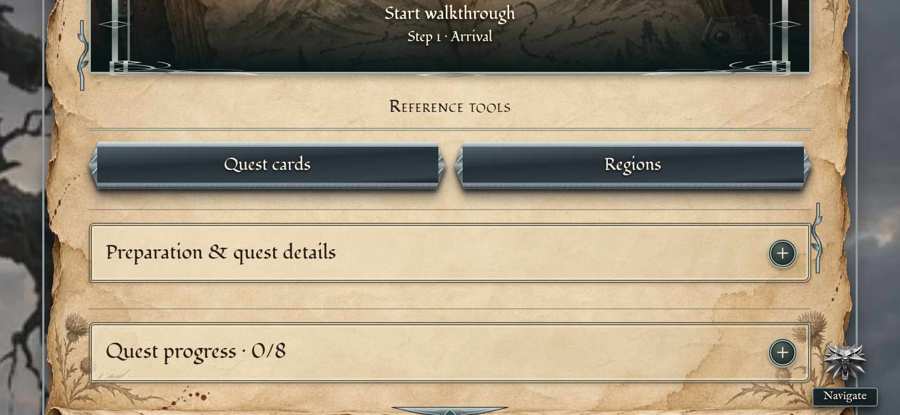 Start walkthrough
Step 1 · Arrival
Reference tools
Quest cards
Regions
Preparation & quest details
Quest progress · 0/8
Navigate